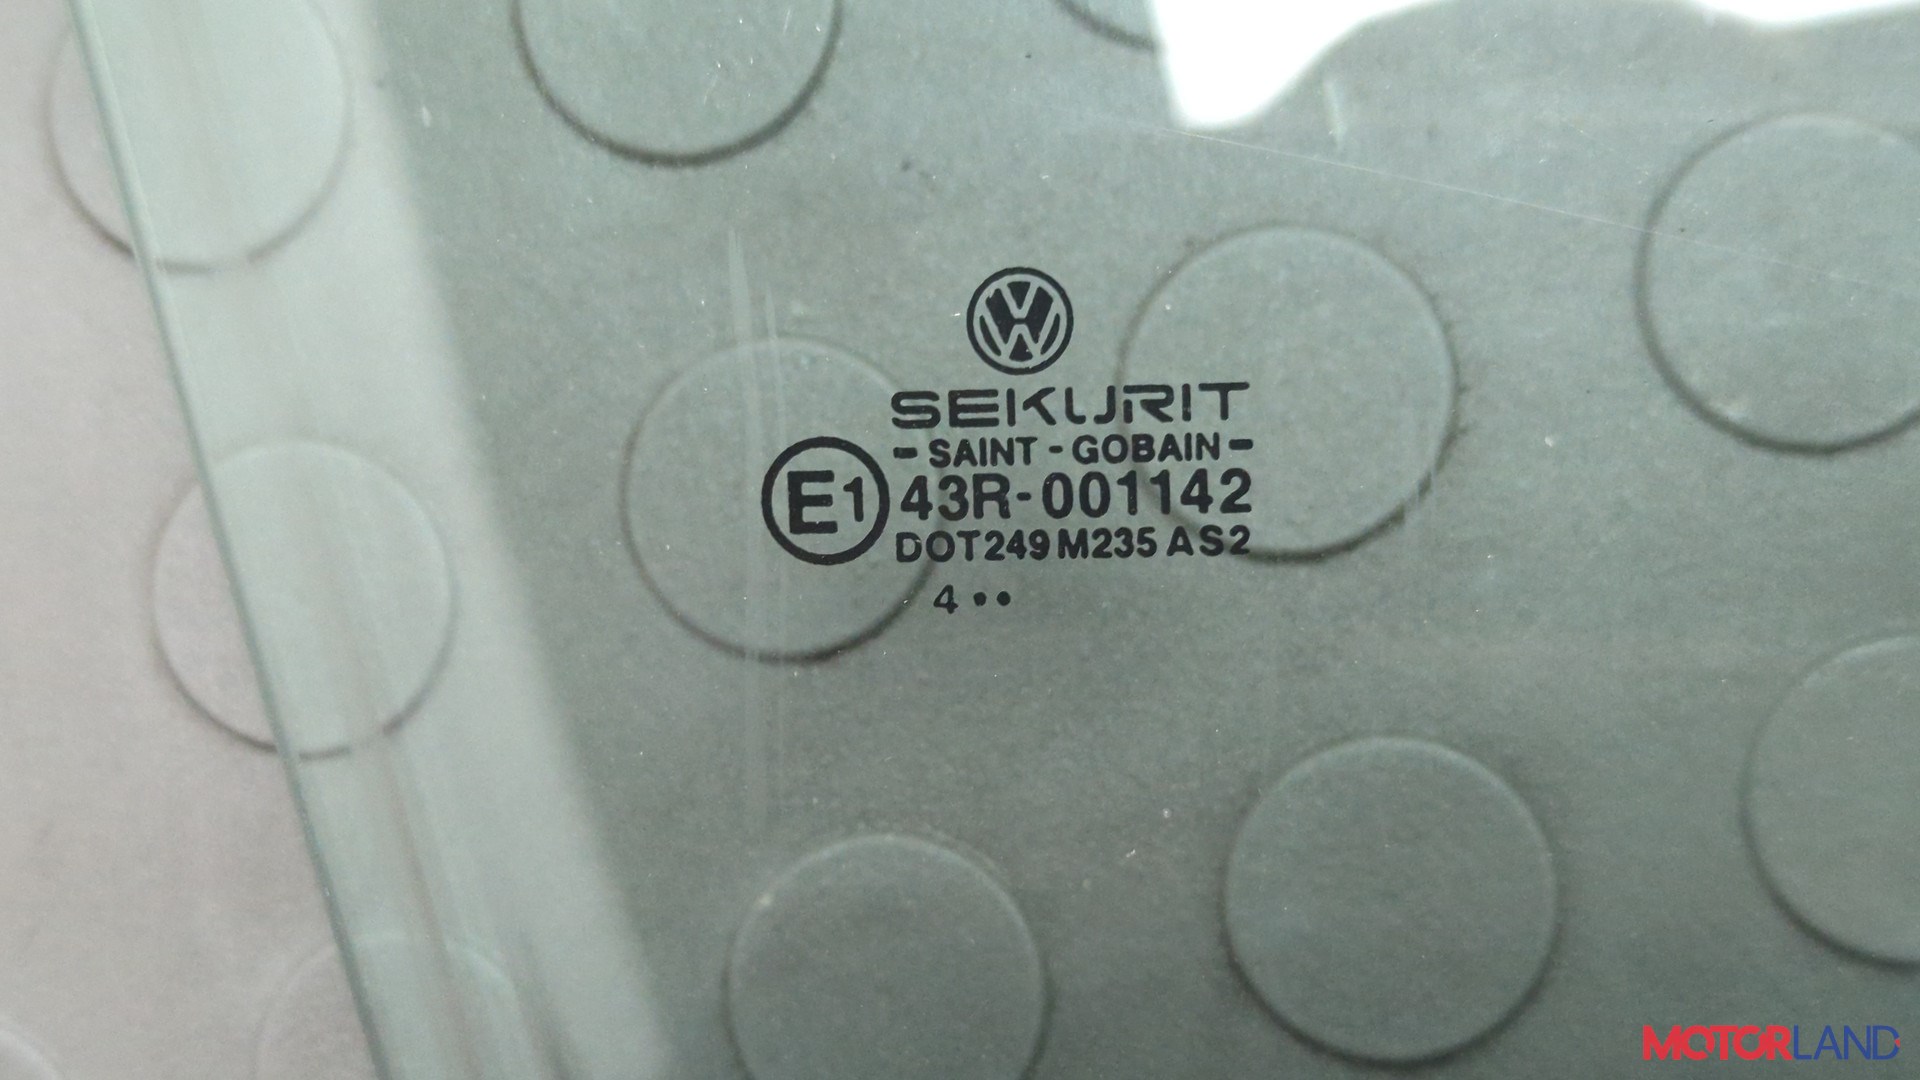 SEKURIT
- SAINT - GOBAIN -
E1 43R-001142
DOT249 M235 AS2
4 ••
MOTORLAND